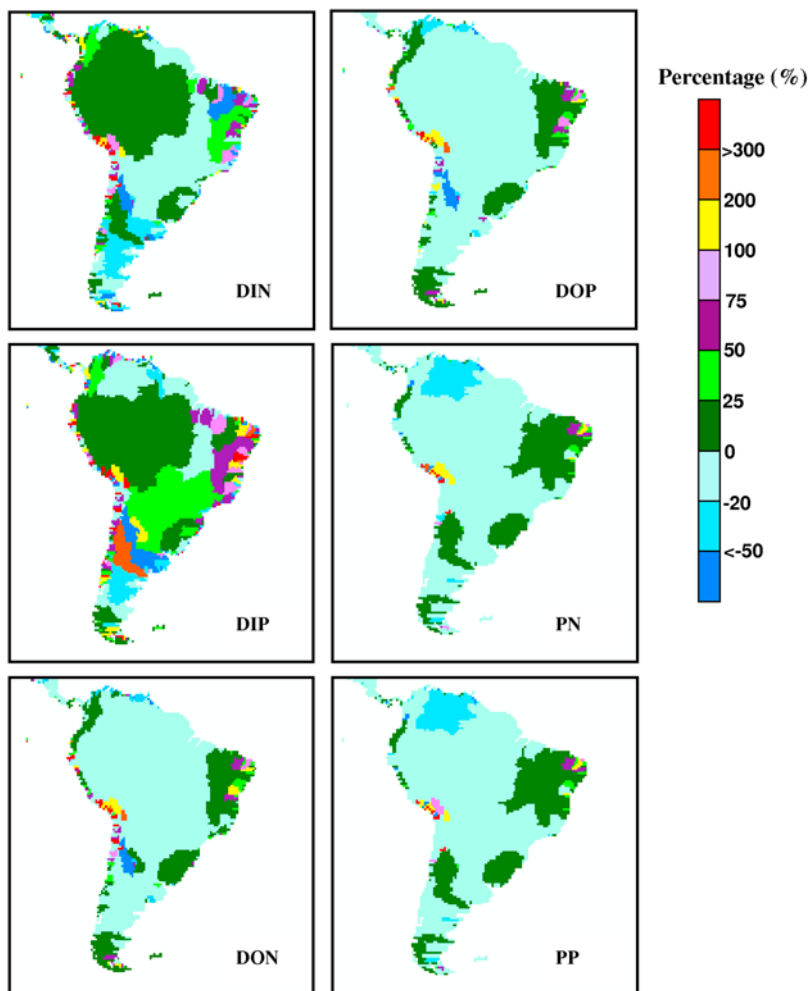 DIN
DOP
Percentage (%)
>300
200
100
75
50
25
0
-20
<-50
DIP
PN
DON
PP